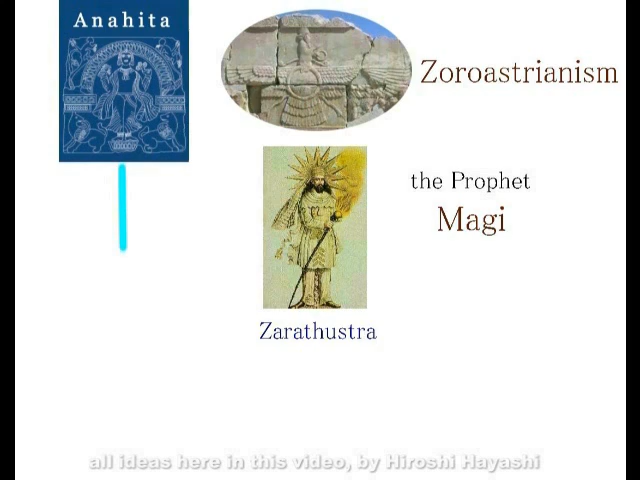 Anahita
Zoroastrianism
the Prophet
Magi
Zarathustra
all ideas here in this video, by Hiroshi Hayashi